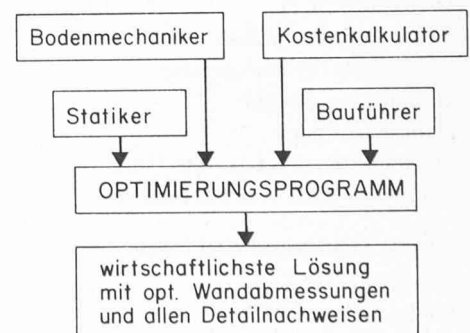 Bodenmechaniker
Kostenkalkulator
Statiker
Bauführer
OPTIMIERUNGSPROGRAMM
wirtschaftlichste Lösung
mit opt. Wandabmessungen
und allen Detailnachweisen